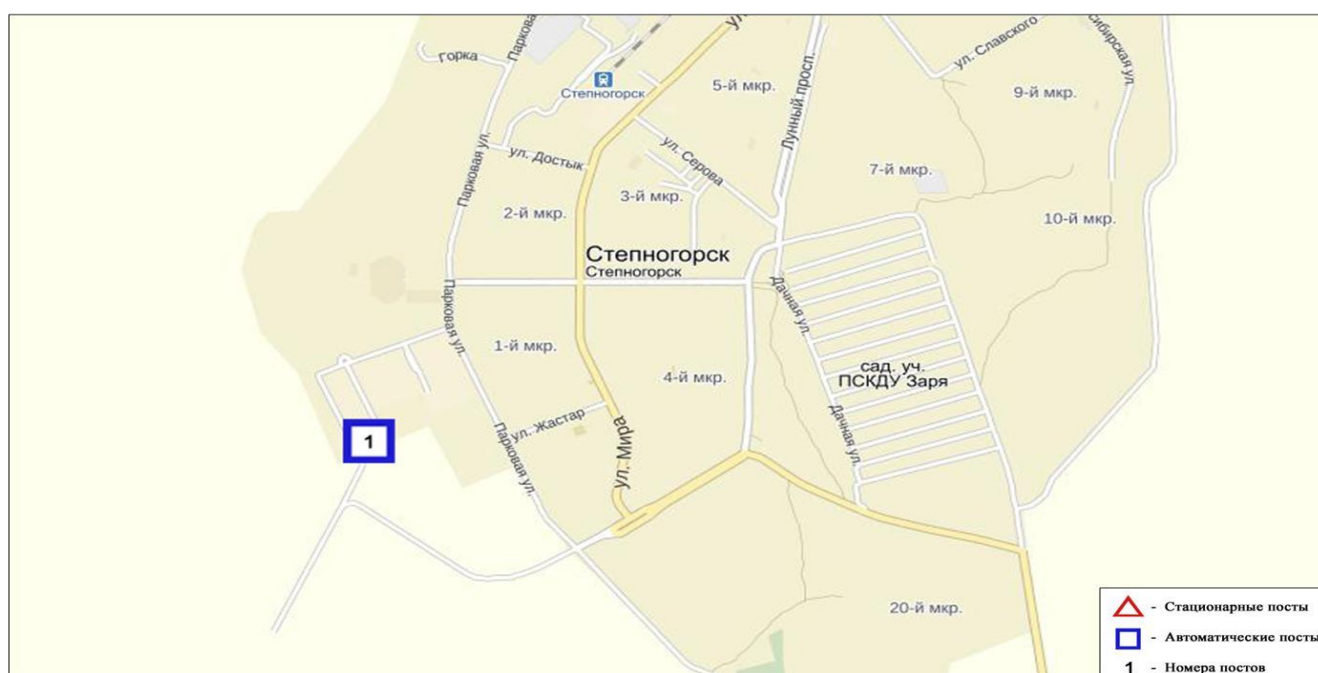 Горка
Парковая
ул.
Степногорск
5-й мкр.
Лунный просп.
ул. Славского
сибирская ул.
9-й мкр.
Парковая ул.
ул. Достык
ул. Серова
7-й мкр.
2-й мкр.
3-й мкр.
10-й мкр.
Степногорск
Степногорск
Парковая ул.
Дачная ул.
1-й мкр.
4-й мкр.
сад. уч.
ПСКДУ Заря
1
ул. Жастар
ул. Мира
Дачная ул.
Парковая ул.
20-й мкр.
- Стационарные посты
- Автоматические посты
1 - Номера постов